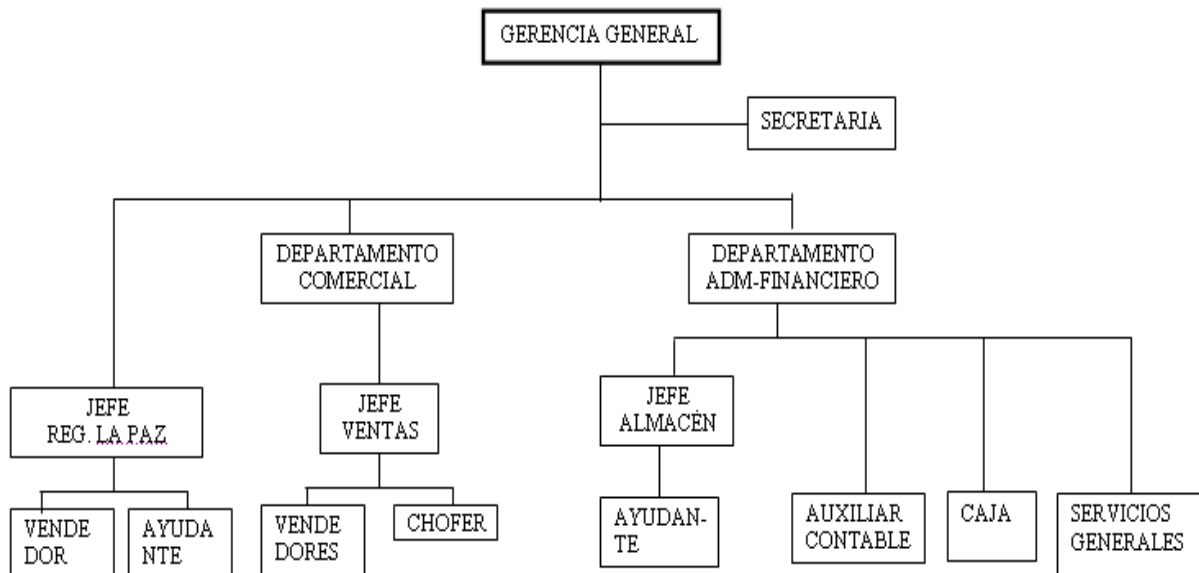 GERENCIA GENERAL
SECRETARIA
DEPARTAMENTO
COMERCIAL
DEPARTAMENTO
ADM-FINANCIERO
JEFE
REG. LA PAZ
JEFE
VENTAS
JEFE
ALMACÉN
VENDE
DOR
AYUDA
NTE
VENDE
DORES
CHOFER
AYUDAN-
TE
AUXILIAR
CONTABLE
CAJA
SERVICIOS
GENERALES